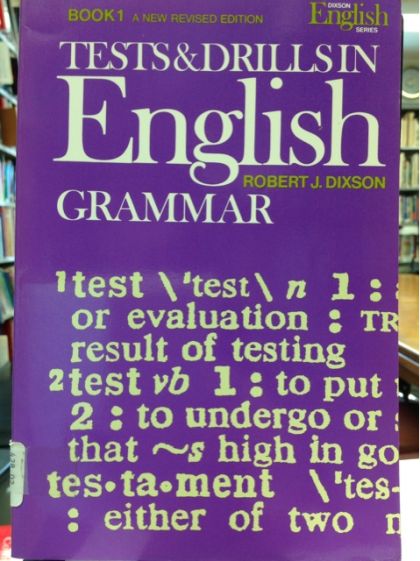 BOOK 1 A NEW REVISED EDITION
DIXSON
English
SERIES
TESTS & DRILLS IN
English
ROBERT J. DIXSON
GRAMMAR
1test \'test\ n 1 :
or evaluation : TR
result of testing
2test vb 1 : to put
2 : to undergo or
that ~s high in go
tes•ta•ment \'tes-
: either of two